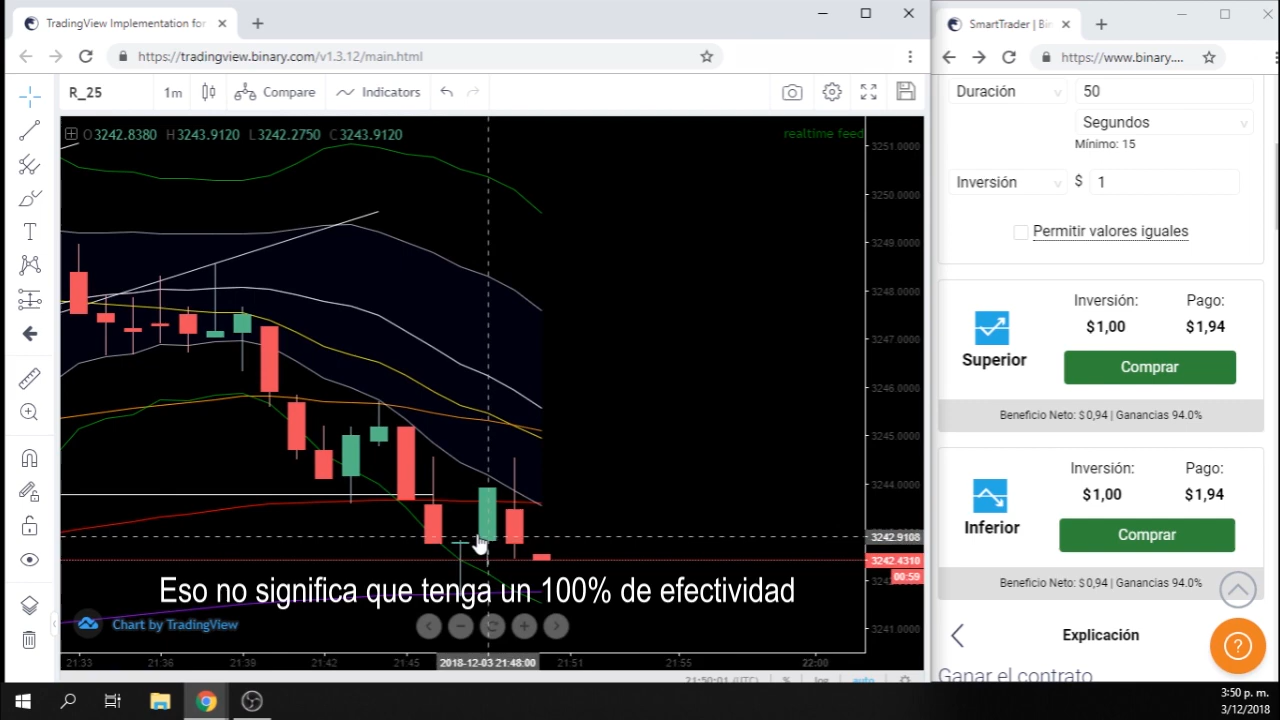 TradingView Implementation for
https://tradingview.binary.com/v1.3.12/main.html
R_25 1m Compare Indicators
O3242.8380 H3243.9120 L3242.2750 C3243.9120
realtime feed
3251.0000
3250.0000
3249.0000
3248.0000
3247.0000
3246.0000
3245.0000
3244.0000
3242.9108
3242.4310
00:59
3241.0000
Eso no significa que tenga un 100% de efectividad
Chart by TradingView
21:33 21:36 21:39 21:42 21:45 2018-12-03 21:48:00 21:51 21:55 22:00
21:50:01 (UTC) % log auto
SmartTrader | Bin
https://www.binary....
Duración 50
Segundos
Mínimo: 15
Inversión $ 1
Permitir valores iguales
Inversión: Pago:
$1,00 $1,94
Superior
Comprar
Beneficio Neto: $ 0,94 | Ganancias 94.0%
Inversión: Pago:
$1,00 $1,94
Inferior
Comprar
Beneficio Neto: $ 0,94 | Ganancias 94.0%
Explicación
Ganar el contrato
3:50 p. m.
3/12/2018